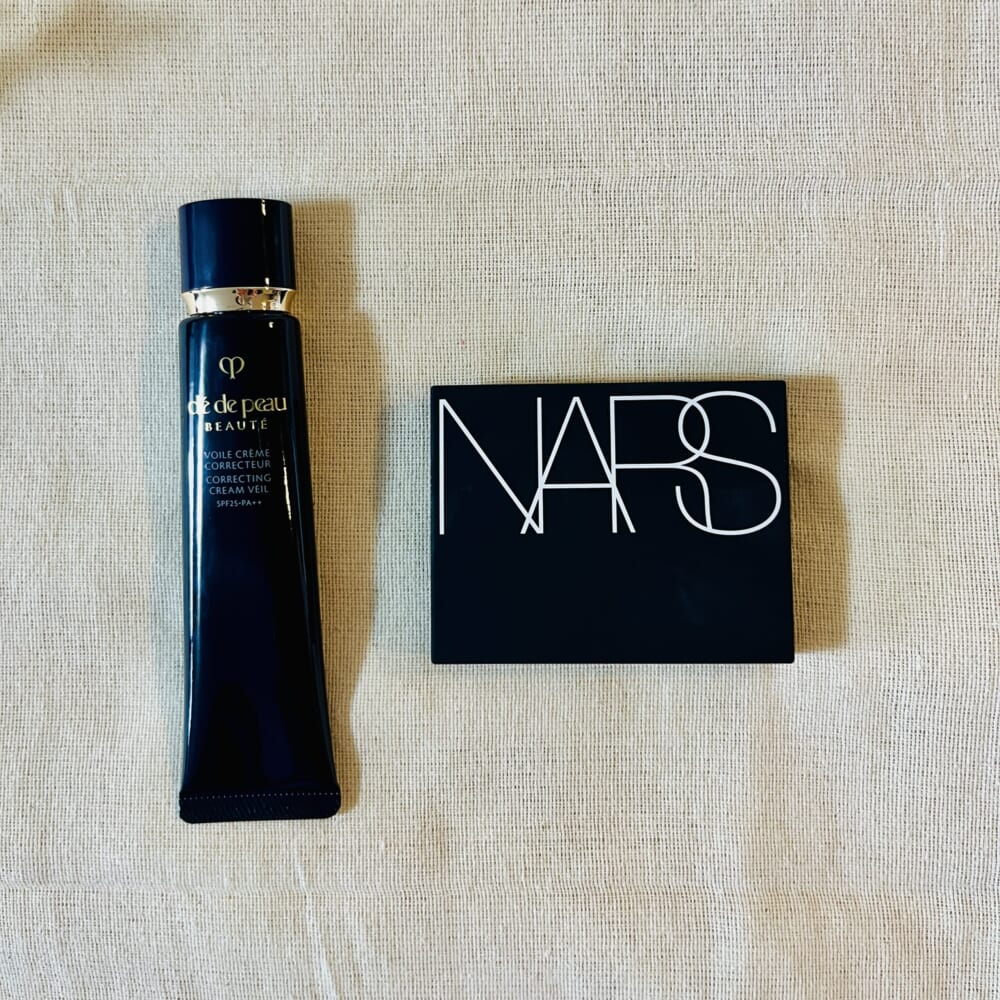 clé de peau
BEAUTÉ
VOILE CRÈME
CORRECTEUR
CORRECTING
CREAM VEIL
SPF25・PA++
NARS